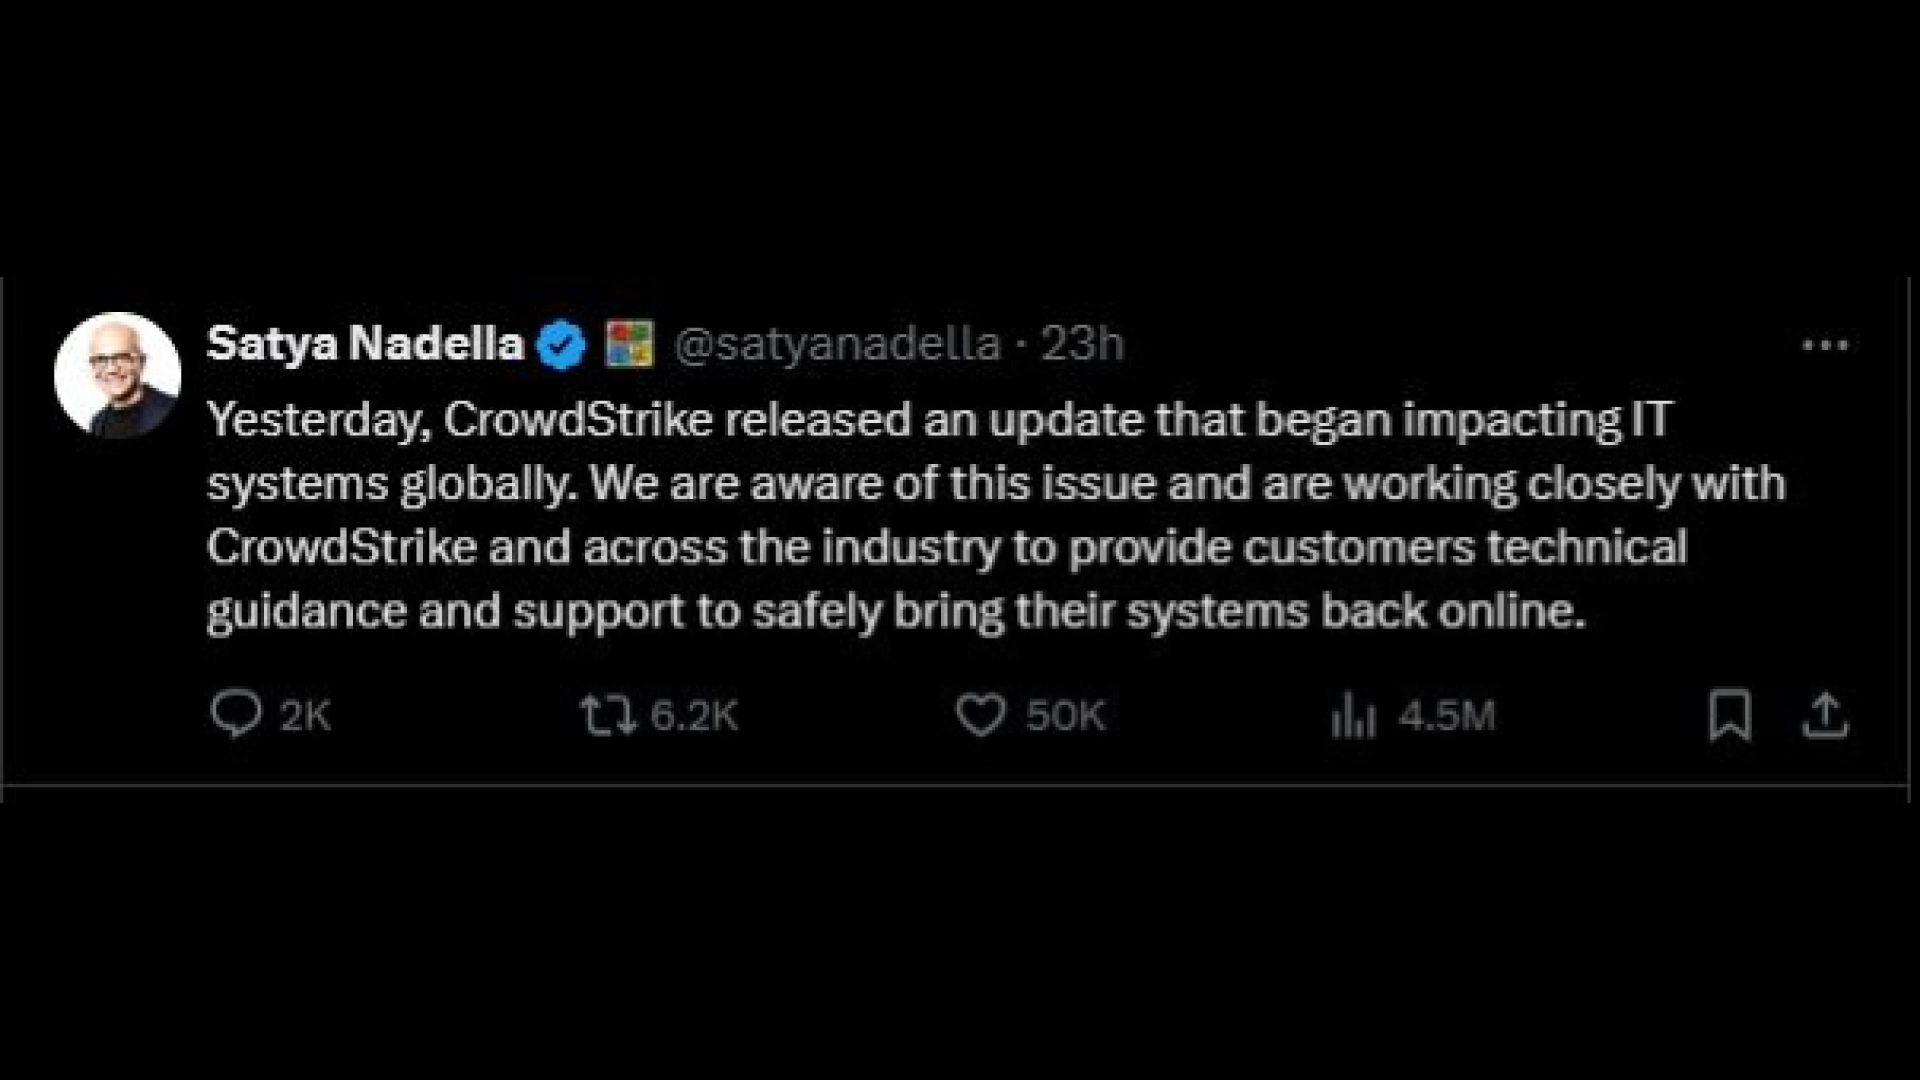 Satya Nadella @satyanadella · 23h
Yesterday, CrowdStrike released an update that began impacting IT
systems globally. We are aware of this issue and are working closely with
CrowdStrike and across the industry to provide customers technical
guidance and support to safely bring their systems back online.
2K 6.2K 50K 4.5M